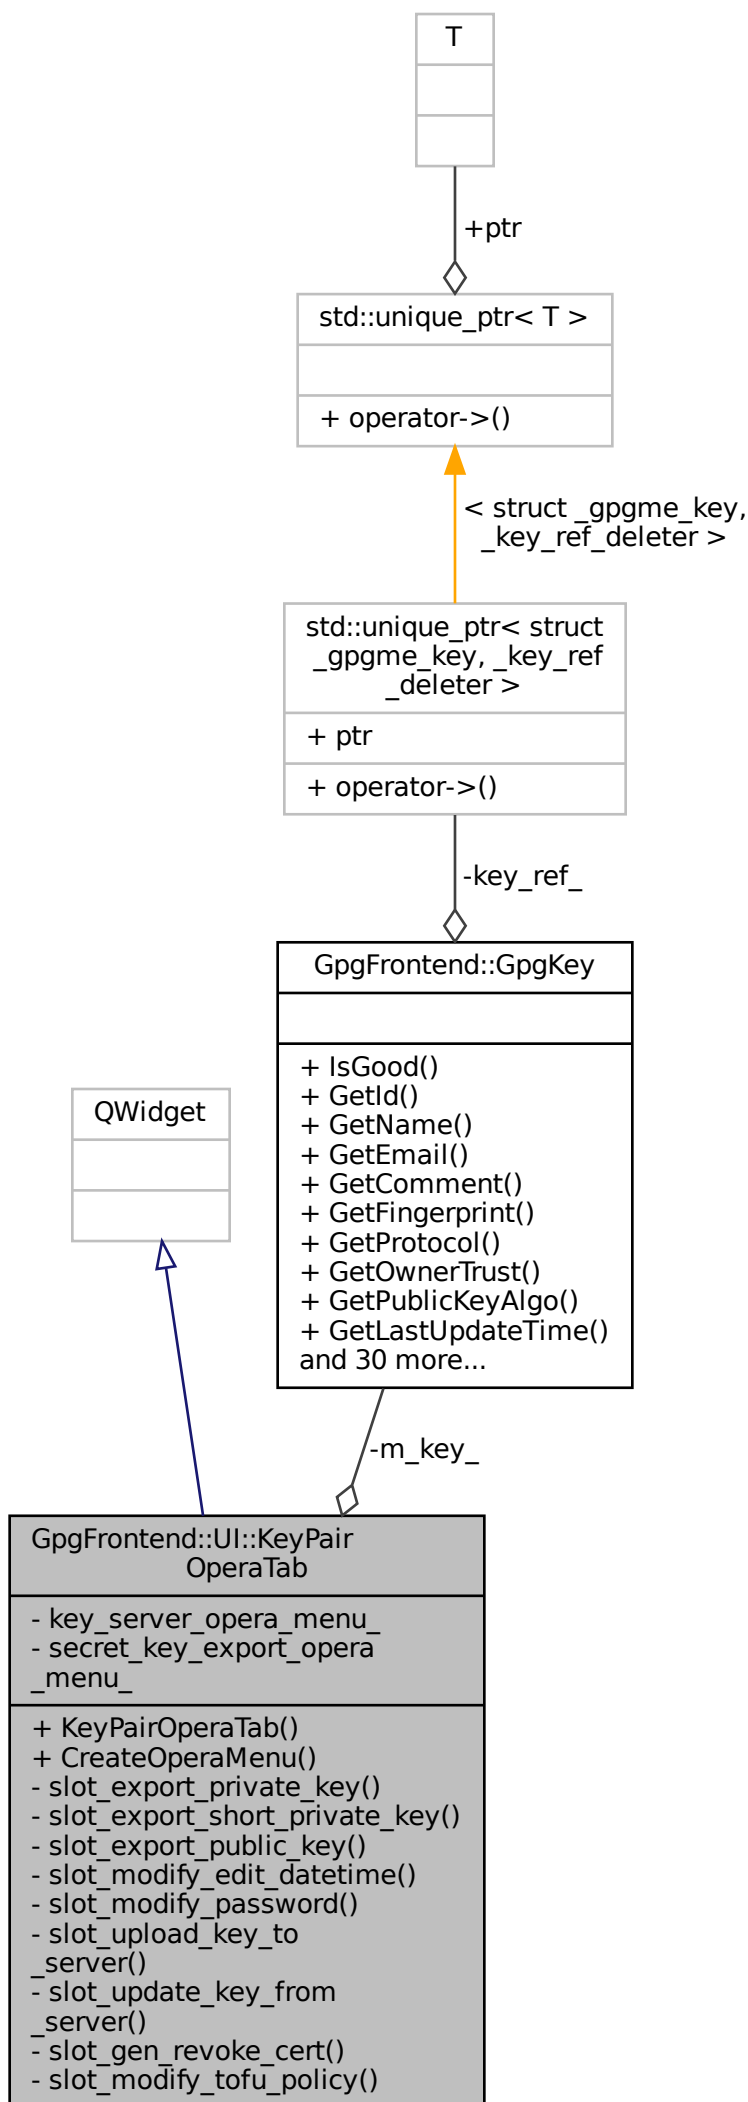 T
+ptr
std::unique_ptr< T >
+ operator->()
< struct _gpgme_key,
_key_ref_deleter >
std::unique_ptr< struct
_gpgme_key, _key_ref
_deleter >
+ ptr
+ operator->()
-key_ref_
GpgFrontend::GpgKey
+ IsGood()
+ GetId()
+ GetName()
+ GetEmail()
+ GetComment()
+ GetFingerprint()
+ GetProtocol()
+ GetOwnerTrust()
+ GetPublicKeyAlgo()
+ GetLastUpdateTime()
and 30 more...
QWidget
-m_key_
GpgFrontend::UI::KeyPair
OperaTab
- key_server_opera_menu_
- secret_key_export_opera
_menu_
+ KeyPairOperaTab()
+ CreateOperaMenu()
- slot_export_private_key()
- slot_export_short_private_key()
- slot_export_public_key()
- slot_modify_edit_datetime()
- slot_modify_password()
- slot_upload_key_to
_server()
- slot_update_key_from
_server()
- slot_gen_revoke_cert()
- slot_modify_tofu_policy()